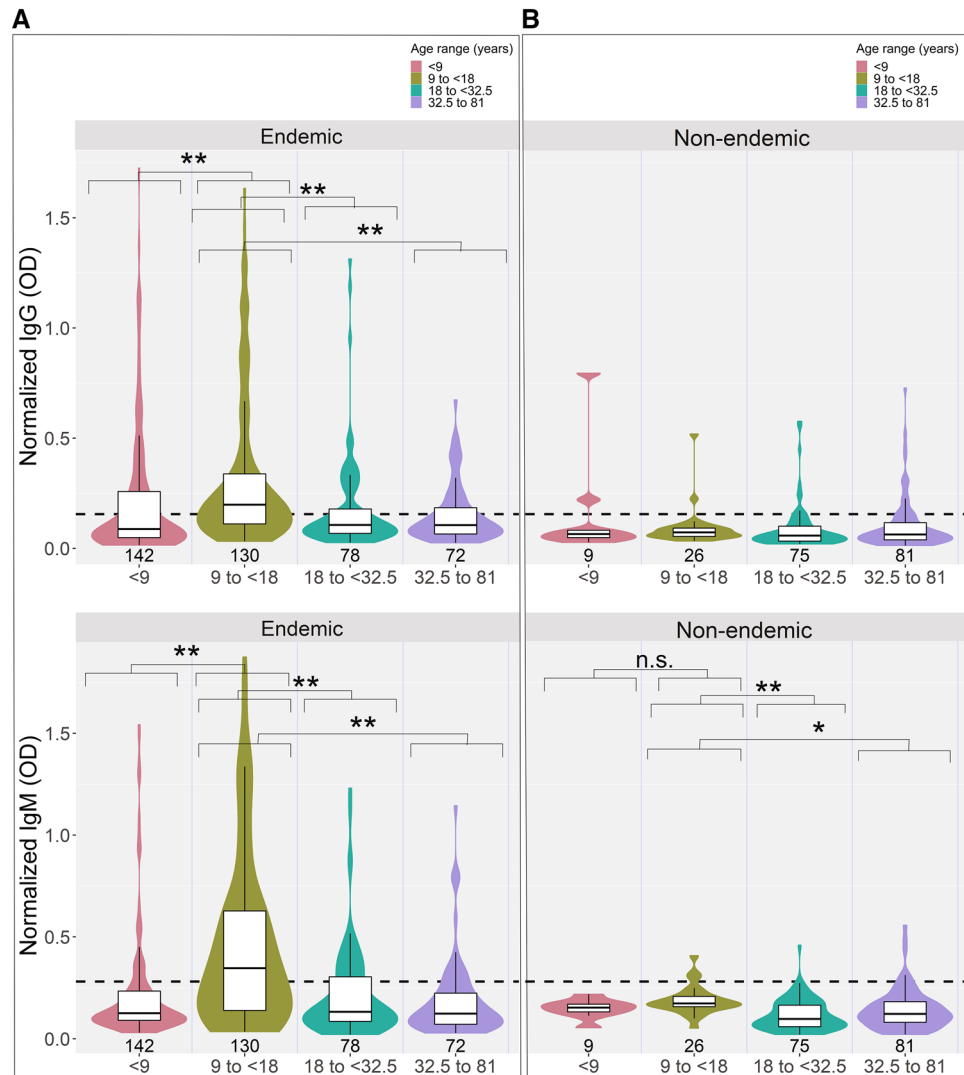 A
Age range (years)
<9
9 to <18
18 to <32.5
32.5 to 81
Endemic
Normalized IgG (OD)
1.5
1.0
0.5
0.0
**
**
**
142 130 78 72
<9 9 to <18 18 to <32.5 32.5 to 81
Endemic
Normalized IgM (OD)
1.5
1.0
0.5
0.0
**
**
**
142 130 78 72
<9 9 to <18 18 to <32.5 32.5 to 81
B
Age range (years)
<9
9 to <18
18 to <32.5
32.5 to 81
Non-endemic
9 26 75 81
<9 9 to <18 18 to <32.5 32.5 to 81
Non-endemic
n.s.
**
*
9 26 75 81
<9 9 to <18 18 to <32.5 32.5 to 81